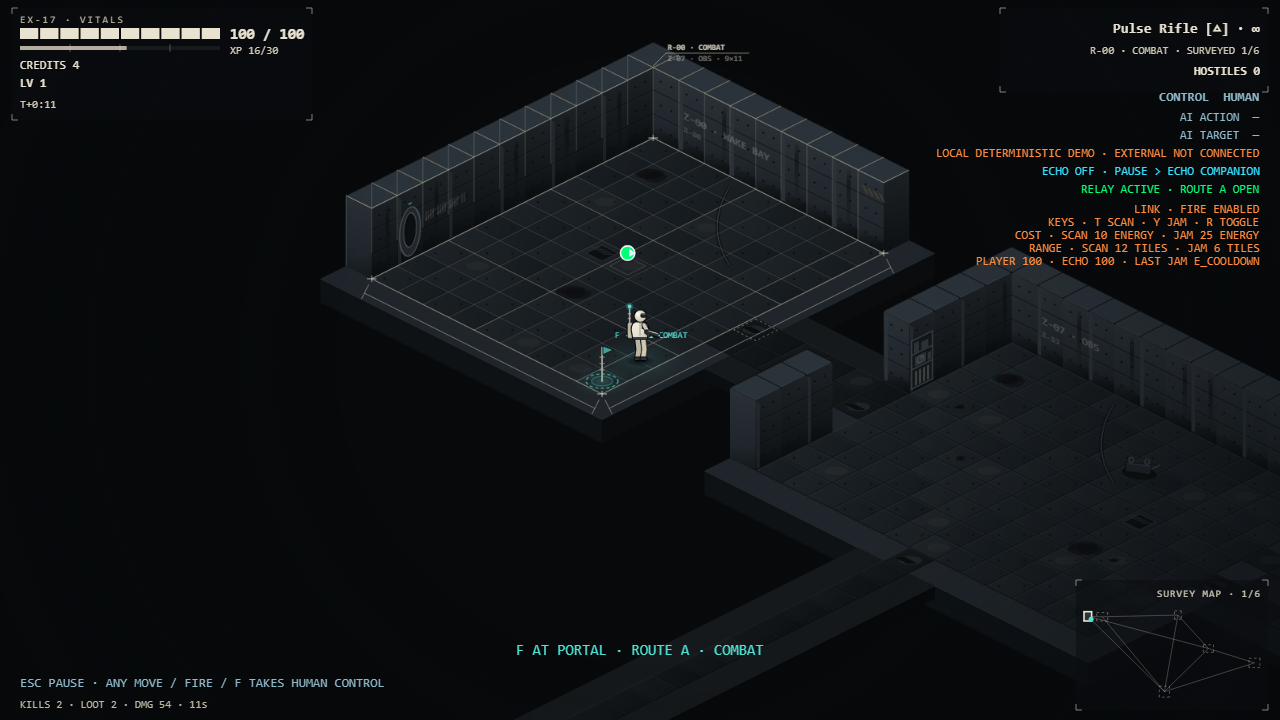 EX-17 · VITALS
100 / 100
XP 16/30
CREDITS 4
LV 1
T+0:11
R-00 · COMBAT
Z-07 · OBS · 9×11
Pulse Rifle [▵] · ∞
R-00 · COMBAT · SURVEYED 1/6
HOSTILES 0
CONTROL HUMAN
AI ACTION —
AI TARGET —
LOCAL DETERMINISTIC DEMO · EXTERNAL NOT CONNECTED
ECHO OFF · PAUSE > ECHO COMPANION
RELAY ACTIVE · ROUTE A OPEN
LINK · FIRE ENABLED
KEYS · T SCAN · Y JAM · R TOGGLE
COST · SCAN 10 ENERGY · JAM 25 ENERGY
RANGE · SCAN 12 TILES · JAM 6 TILES
PLAYER 100 · ECHO 100 · LAST JAM E_COOLDOWN
Z-00 · WAKE BAY
Z-07 · OBS
F
COMBAT
SURVEY MAP · 1/6
F AT PORTAL · ROUTE A · COMBAT
ESC PAUSE · ANY MOVE / FIRE / F TAKES HUMAN CONTROL
KILLS 2 · LOOT 2 · DMG 54 · 11s